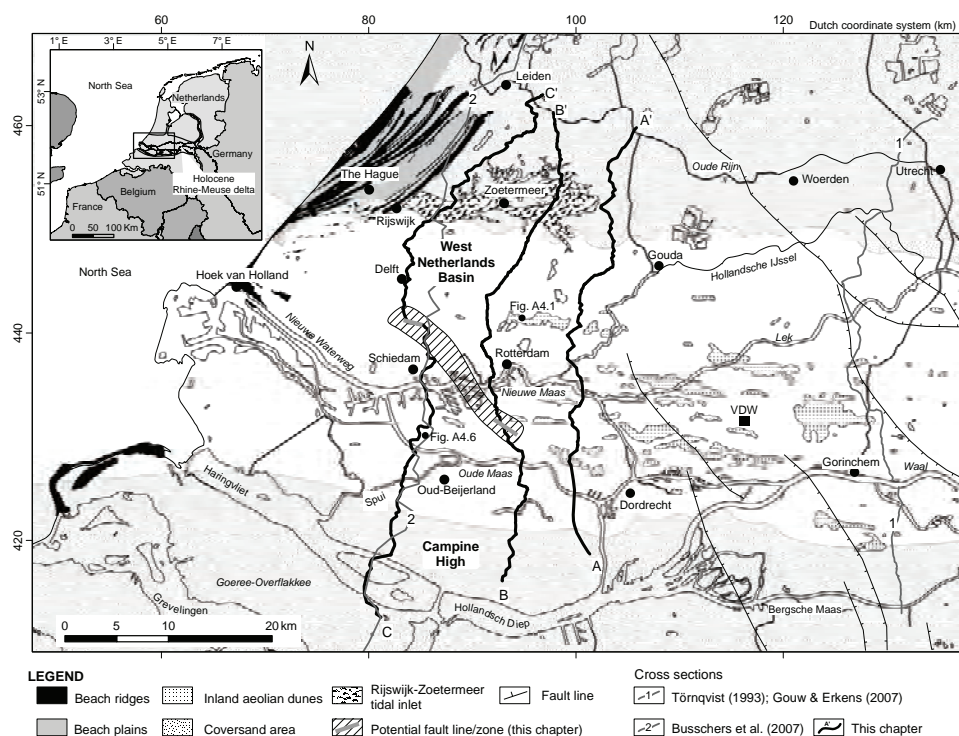 60
80
100
120
Dutch coordinate system (km)
1° E
3° E
5° E
7° E
53° N
51° N
North Sea
Netherlands
Germany
Belgium
France
Holocene
Rhine-Meuse delta
0 50 100 Km
N
460
440
420
Leiden
2
C'
B'
A'
1
Oude Rijn
Utrecht
Woerden
The Hague
Zoetermeer
Rijswijk
West
Netherlands
Basin
Gouda
Hollandsche IJssel
North Sea
Hoek van Holland
Delft
Nieuwe Waterweg
Fig. A4.1
Lek
Schiedam
Rotterdam
Nieuwe Maas
VDW
Fig. A4.6
Gorinchem
Waal
Haringvliet
Oude Maas
Spui
Oud-Beijerland
Dordrecht
2
1
Campine
High
A
Goeree-Overflakkee
B
Grevelingen
Hollandsch Diep
Bergsche Maas
C
0 5 10 20 km
LEGEND
Beach ridges
Inland aeolian dunes
Rijswijk-Zoetermeer
tidal inlet
Fault line
Beach plains
Coversand area
Potential fault line/zone (this chapter)
Cross sections
1 Törnqvist (1993); Gouw & Erkens (2007)
2 Busschers et al. (2007)
A' This chapter